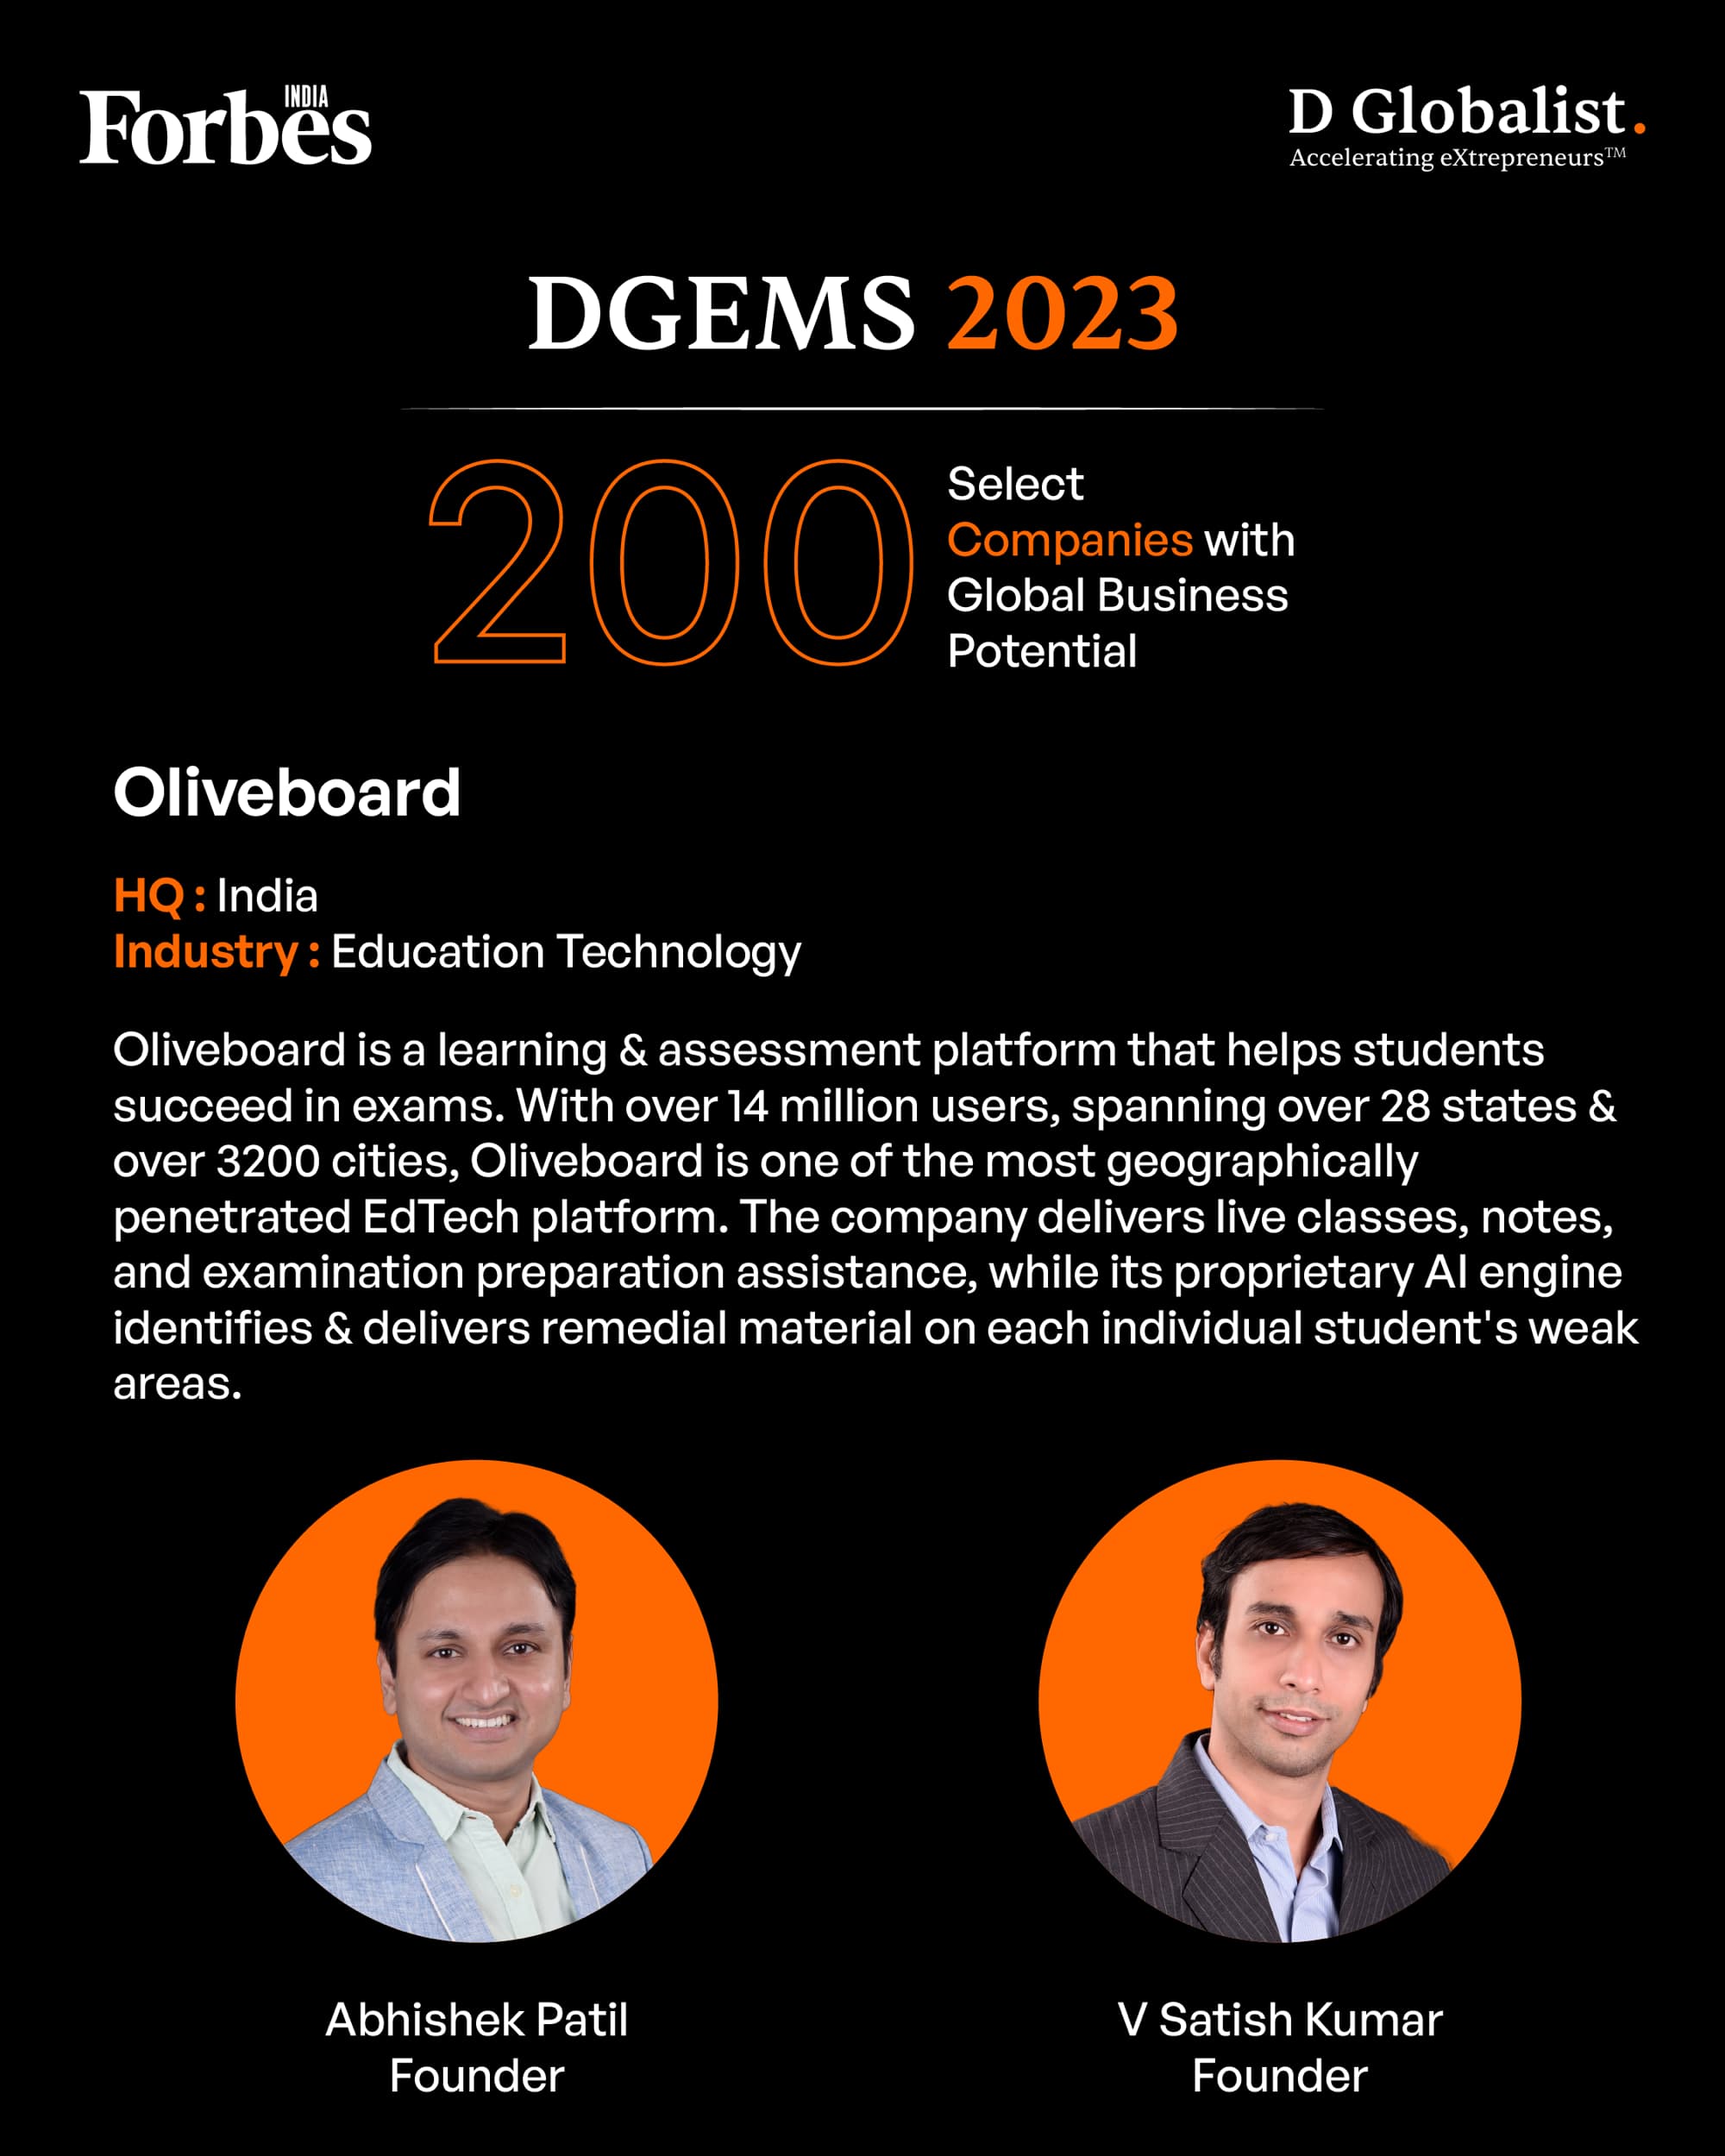 Forbes INDIA
D Globalist.
Accelerating eXtrepreneurs™
DGEMS 2023
200
Select
Companies with
Global Business
Potential
Oliveboard
HQ : India
Industry : Education Technology
Oliveboard is a learning & assessment platform that helps students
succeed in exams. With over 14 million users, spanning over 28 states &
over 3200 cities, Oliveboard is one of the most geographically
penetrated EdTech platform. The company delivers live classes, notes,
and examination preparation assistance, while its proprietary AI engine
identifies & delivers remedial material on each individual student's weak
areas.
Abhishek Patil
Founder
V Satish Kumar
Founder